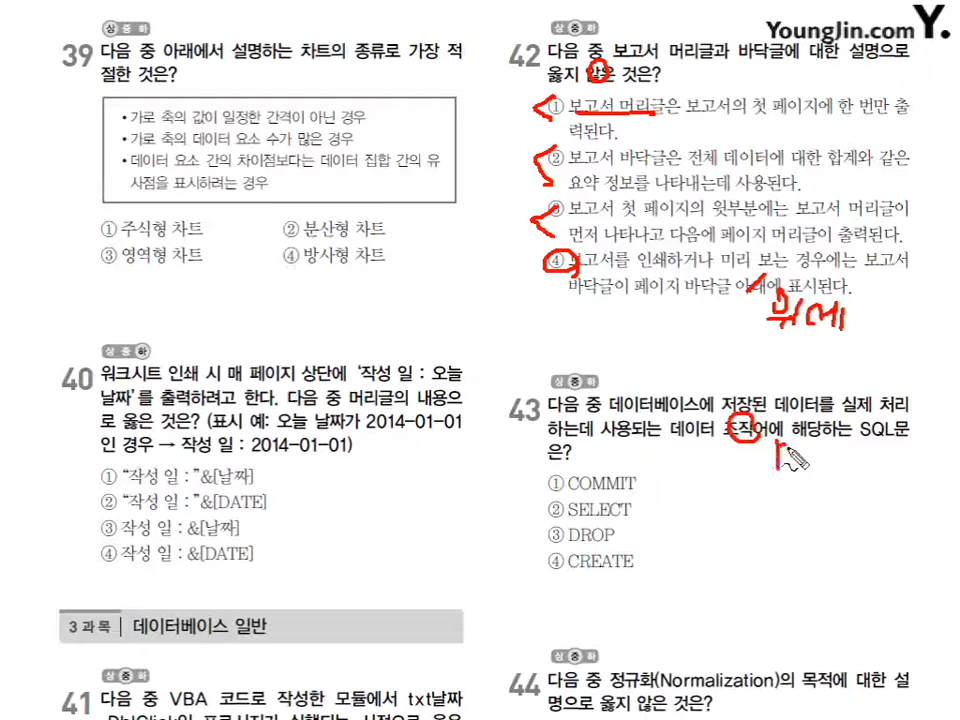 YoungJin.com Y.
상 중 하
39 다음 중 아래에서 설명하는 차트의 종류로 가장 적
절한 것은?
• 가로 축의 값이 일정한 간격이 아닌 경우
• 가로 축의 데이터 요소 수가 많은 경우
• 데이터 요소 간의 차이점보다는 데이터 집합 간의 유
사점을 표시하려는 경우
① 주식형 차트 ② 분산형 차트
③ 영역형 차트 ④ 방사형 차트
상 중 하
40 워크시트 인쇄 시 매 페이지 상단에 ‘작성 일 : 오늘
날짜’를 출력하려고 한다. 다음 중 머리글의 내용으
로 옳은 것은? (표시 예: 오늘 날짜가 2014-01-01
인 경우 → 작성 일 : 2014-01-01)
① “작성 일 : ”&[날짜]
② “작성 일 : ”&[DATE]
③ 작성 일 : &[날짜]
④ 작성 일 : &[DATE]
3 과목 데이터베이스 일반
상 중 하
41 다음 중 VBA 코드로 작성한 모듈에서 txt날짜
상 중 하
42 다음 중 보고서 머리글과 바닥글에 대한 설명으로
옳지 않은 것은?
① 보고서 머리글은 보고서의 첫 페이지에 한 번만 출
력된다.
② 보고서 바닥글은 전체 데이터에 대한 합계와 같은
요약 정보를 나타내는데 사용된다.
③ 보고서 첫 페이지의 윗부분에는 보고서 머리글이
먼저 나타나고 다음에 페이지 머리글이 출력된다.
④ 보고서를 인쇄하거나 미리 보는 경우에는 보고서
바닥글이 페이지 바닥글 아래에 표시된다.
위에
상 중 하
43 다음 중 데이터베이스에 저장된 데이터를 실제 처리
하는데 사용되는 데이터 조작어에 해당하는 SQL문
은?
① COMMIT
② SELECT
③ DROP
④ CREATE
상 중 하
44 다음 중 정규화(Normalization)의 목적에 대한 설
명으로 옳지 않은 것은?